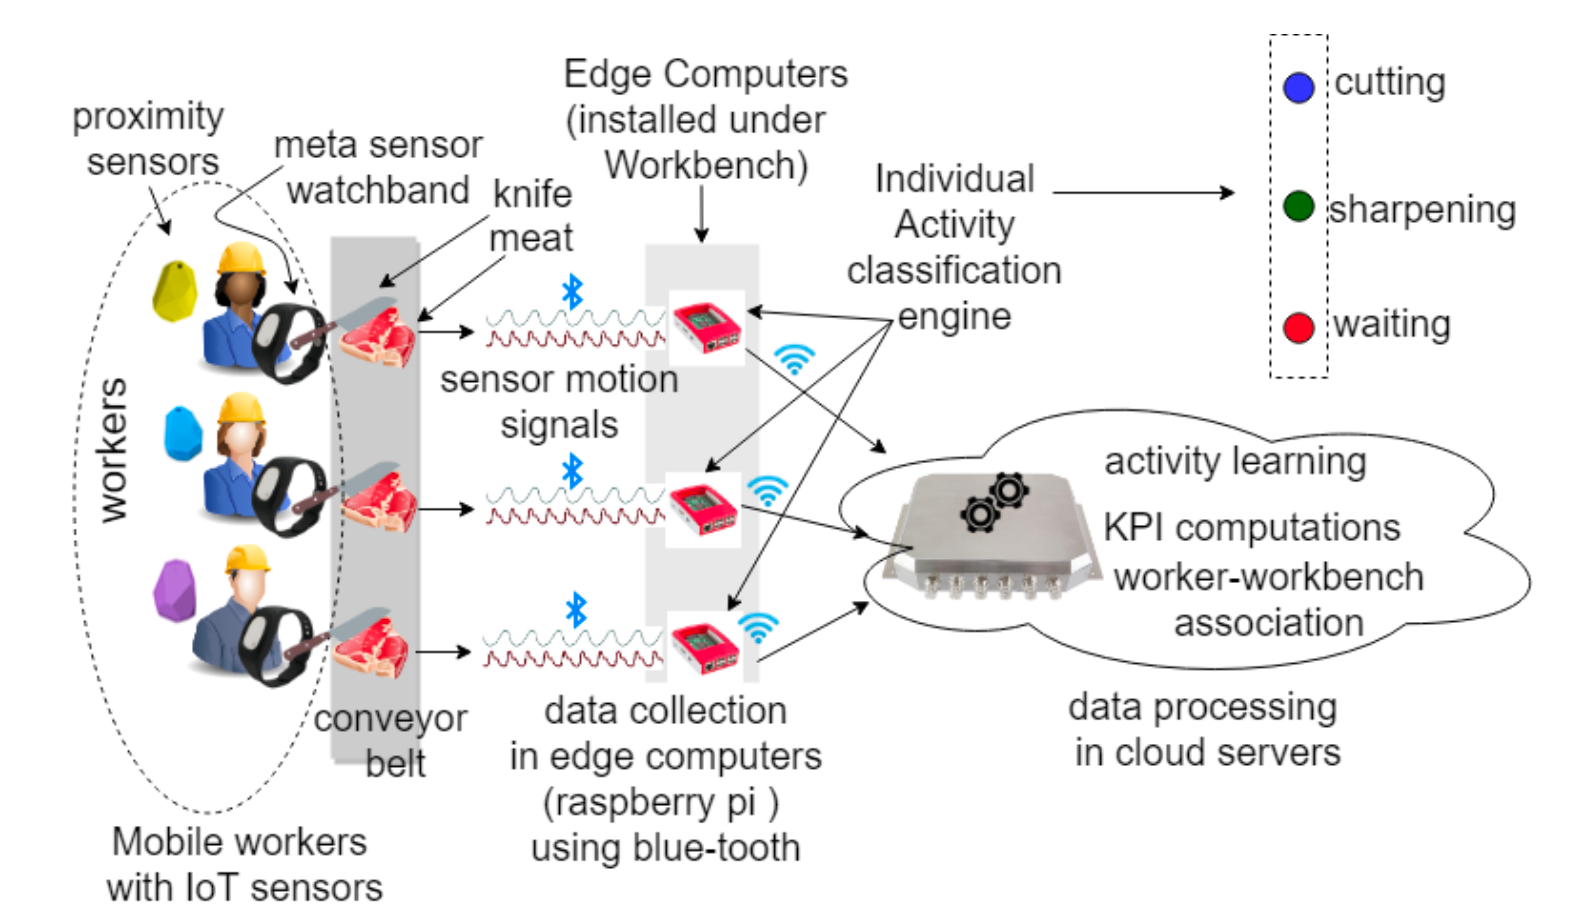 proximity
sensors
meta sensor
watchband
knife
meat
Edge Computers
(installed under
Workbench)
Individual
Activity
classification
engine
cutting
sharpening
waiting
workers
sensor motion
signals
activity learning
KPI computations
worker-workbench
association
conveyor
belt
data collection
in edge computers
(raspberry pi )
using blue-tooth
data processing
in cloud servers
Mobile workers
with IoT sensors